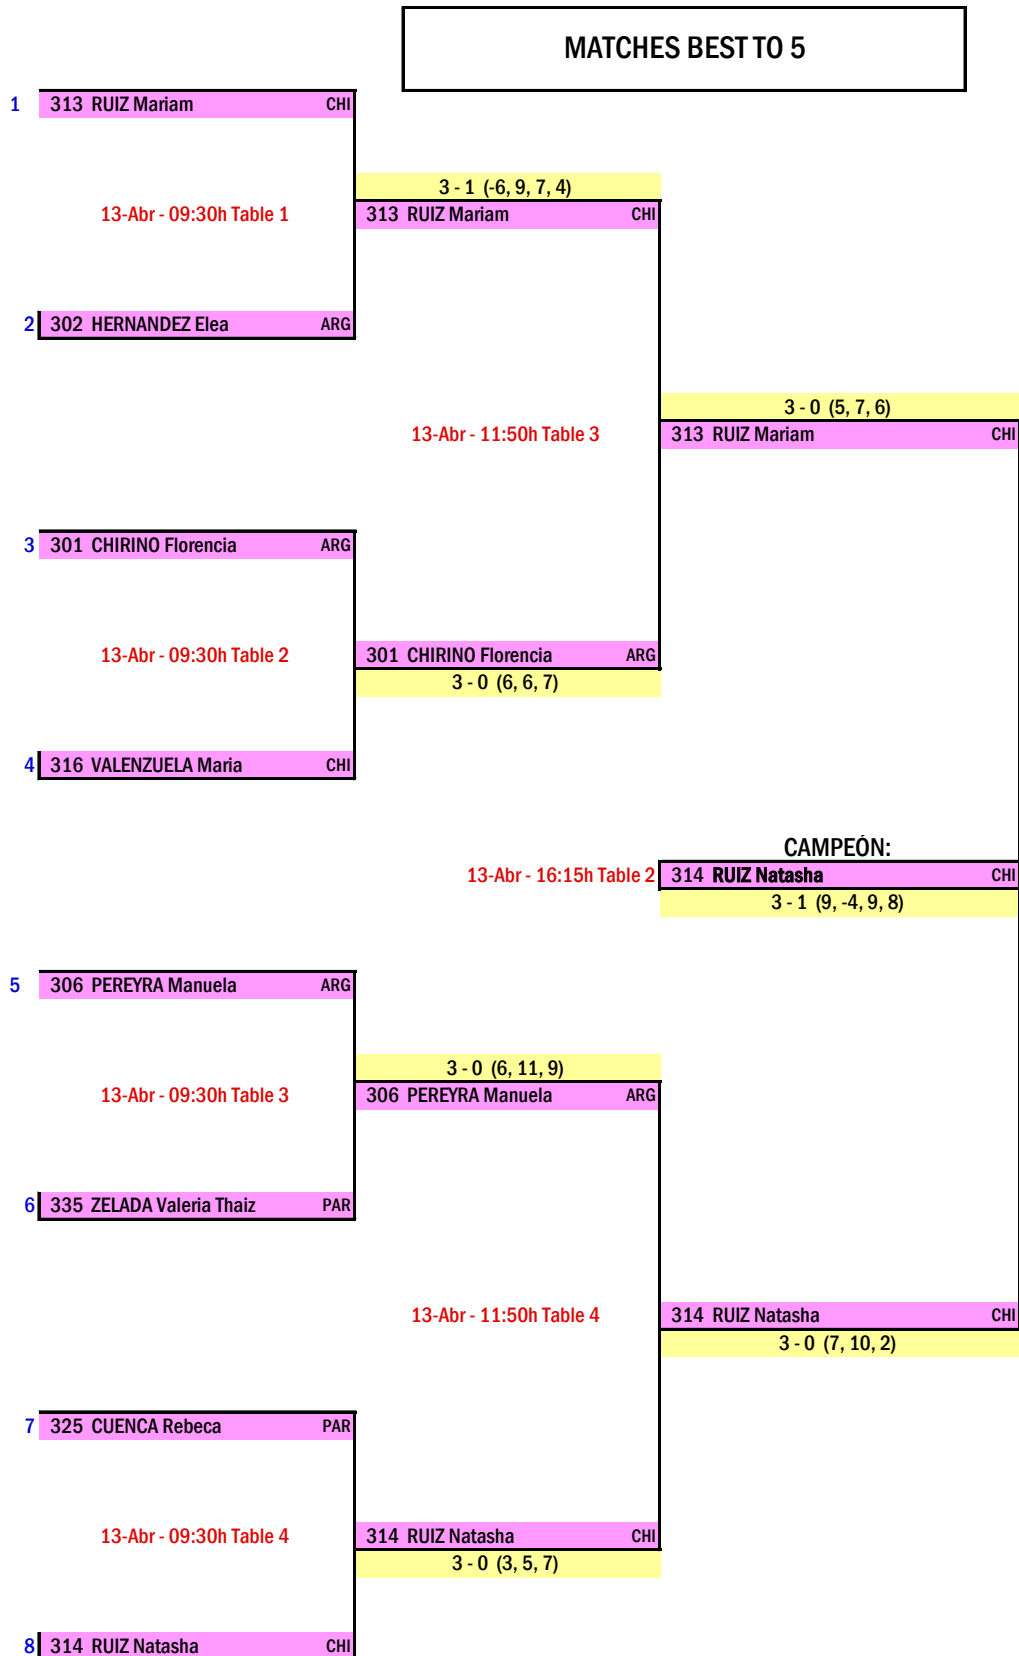 MATCHES BEST TO 5
1 313 RUIZ Mariam CHI
3 - 1 (-6, 9, 7, 4)
13-Abr - 09:30h Table 1 313 RUIZ Mariam CHI
2 302 HERNANDEZ Elea ARG
3 - 0 (5, 7, 6)
13-Abr - 11:50h Table 3 313 RUIZ Mariam CHI
3 301 CHIRINO Florencia ARG
13-Abr - 09:30h Table 2 301 CHIRINO Florencia ARG
3 - 0 (6, 6, 7)
4 316 VALENZUELA Maria CHI
CAMPEÓN:
13-Abr - 16:15h Table 2 314 RUIZ Natasha CHI
3 - 1 (9, -4, 9, 8)
5 306 PEREYRA Manuela ARG
3 - 0 (6, 11, 9)
13-Abr - 09:30h Table 3 306 PEREYRA Manuela ARG
6 335 ZELADA Valeria Thaiz PAR
13-Abr - 11:50h Table 4 314 RUIZ Natasha CHI
3 - 0 (7, 10, 2)
7 325 CUENCA Rebeca PAR
13-Abr - 09:30h Table 4 314 RUIZ Natasha CHI
3 - 0 (3, 5, 7)
8 314 RUIZ Natasha CHI